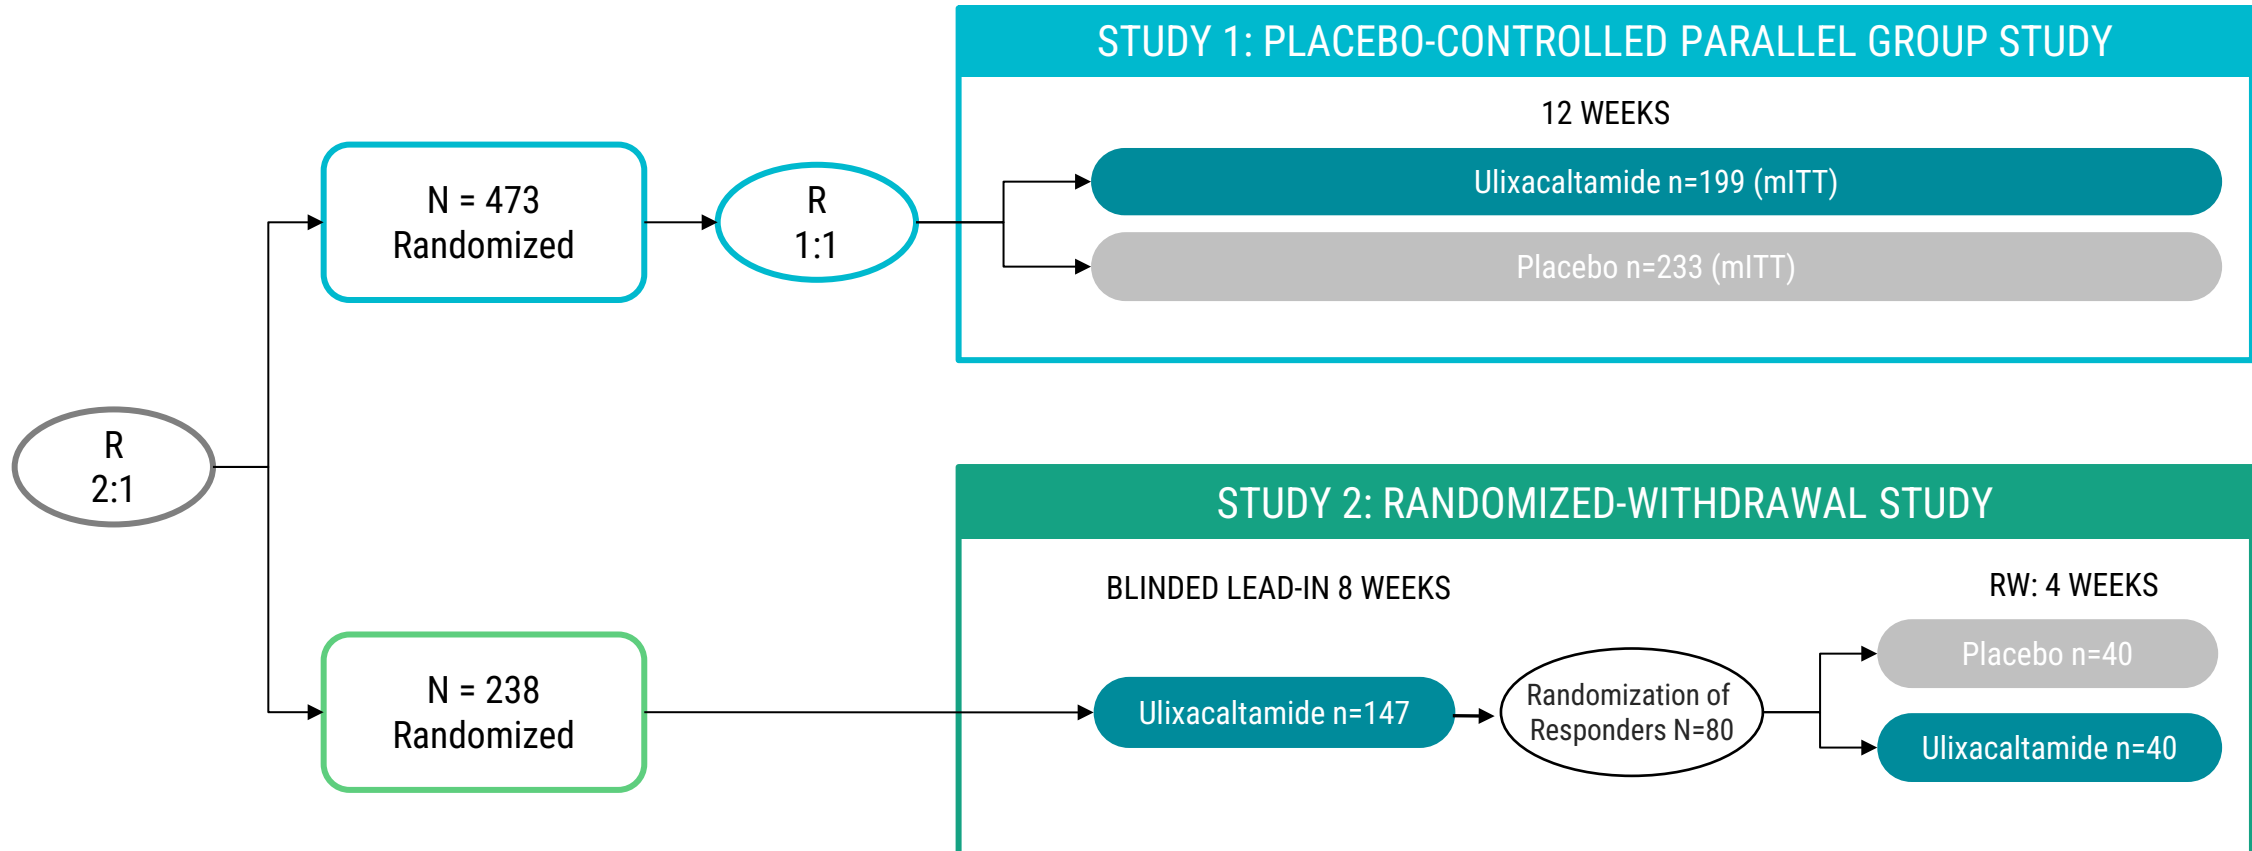 STUDY 1: PLACEBO-CONTROLLED PARALLEL GROUP STUDY
12 WEEKS
N = 473
Randomized
R
1:1
Ulixacaltamide n=199 (mITT)
Placebo n=233 (mITT)
R
2:1
STUDY 2: RANDOMIZED-WITHDRAWAL STUDY
BLINDED LEAD-IN 8 WEEKS
RW: 4 WEEKS
N = 238
Randomized
Ulixacaltamide n=147
Randomization of
Responders N=80
Placebo n=40
Ulixacaltamide n=40